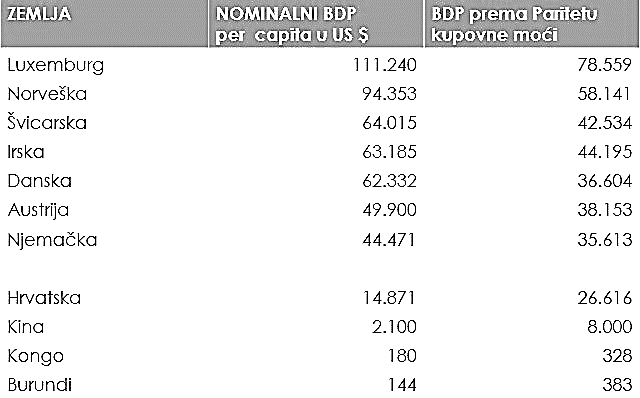 ZEMLJA NOMINALNI BDP per capita u US $ BDP prema Paritetu kupovne moći
Luxemburg 111.240 78.559
Norveška 94.353 58.141
Švicarska 64.015 42.534
Irska 63.185 44.195
Danska 62.332 36.604
Austrija 49.900 38.153
Njemačka 44.471 35.613
Hrvatska 14.871 26.616
Kina 2.100 8.000
Kongo 180 328
Burundi 144 383